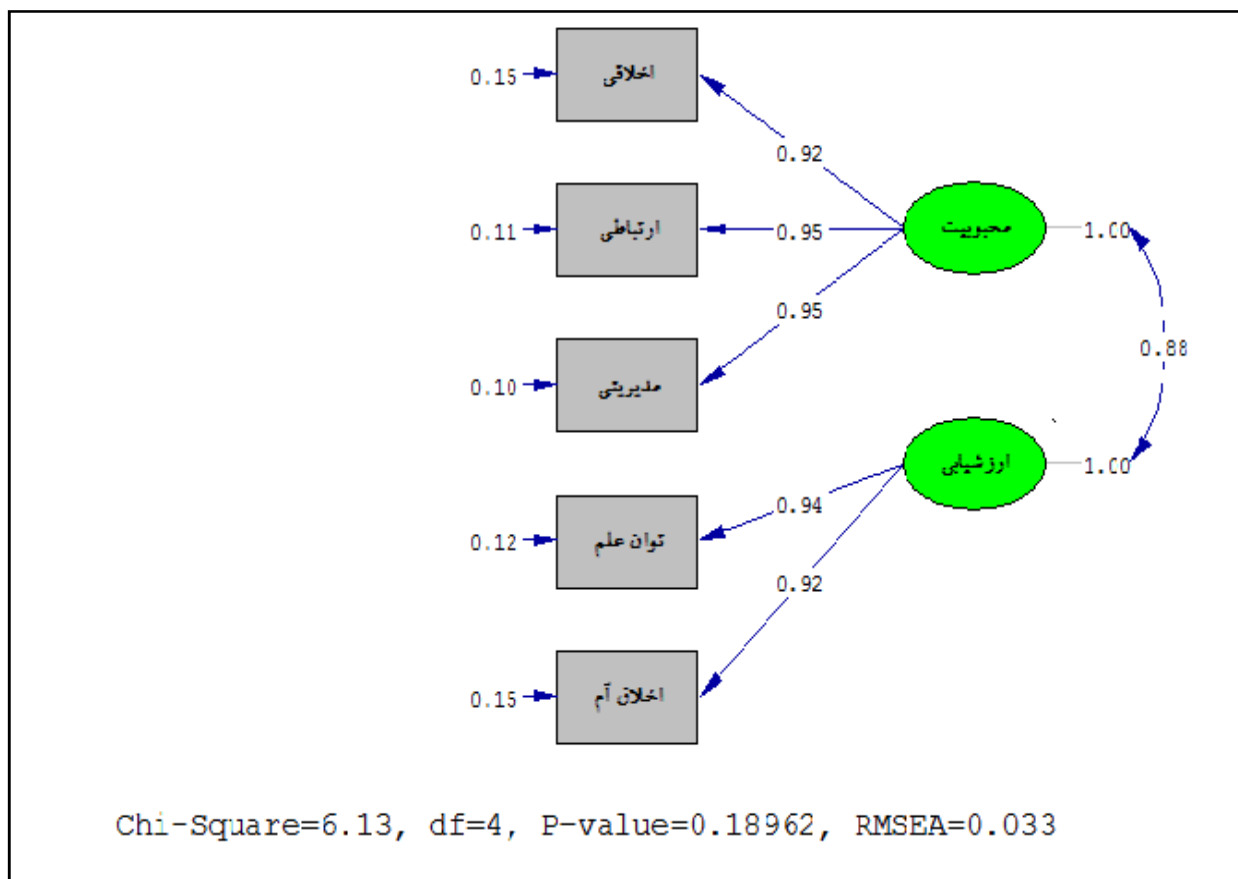 0.15
اخلاقی
0.92
0.11
ارتباطی
0.95
محبوبیت
1.00
0.95
0.88
0.10
مدیریتی
ارزشیابی
1.00
0.94
0.12
توان علم
0.92
0.15
اخلاق آم
Chi-Square=6.13, df=4, P-value=0.18962, RMSEA=0.033